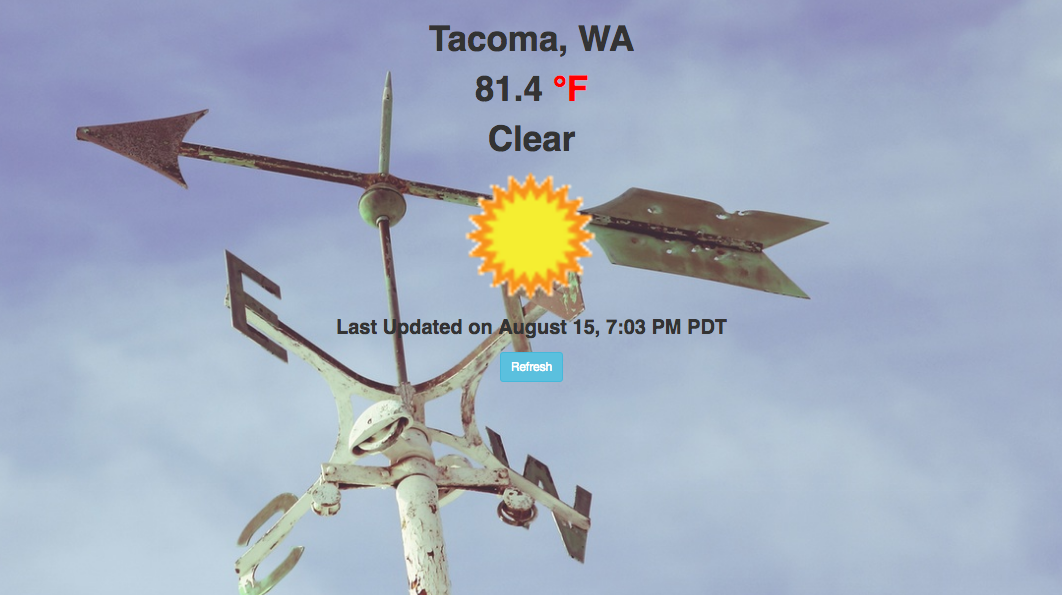 Tacoma, WA
81.4 °F
Clear
Last Updated on August 15, 7:03 PM PDT
Refresh
E